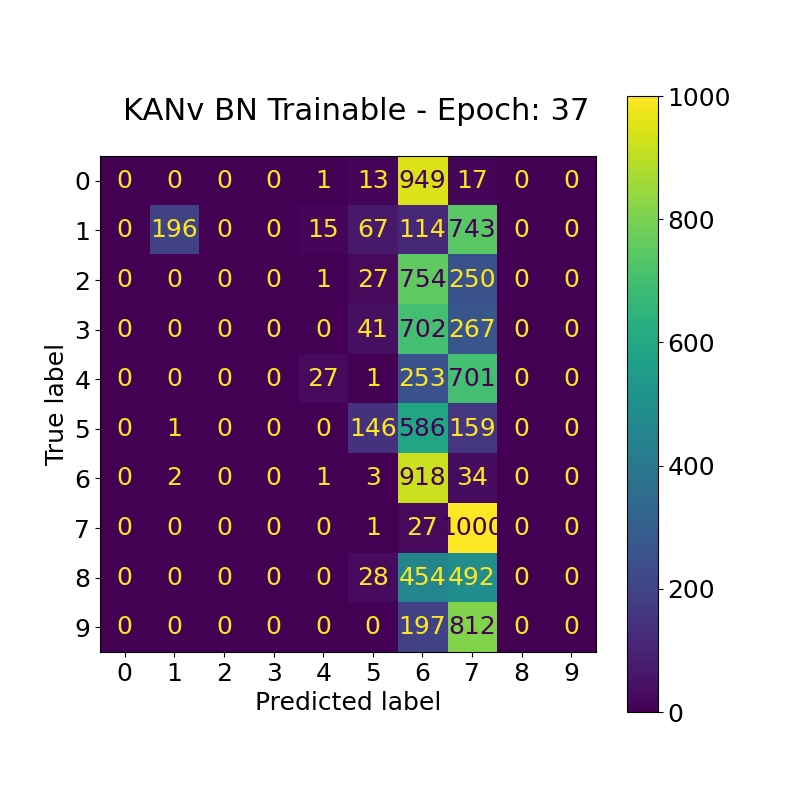 KANv BN Trainable - Epoch: 37
0 0 0 0 0 1 13 949 17 0 0
1 0 196 0 0 15 67 114 743 0 0
2 0 0 0 0 1 27 754 250 0 0
3 0 0 0 0 0 41 702 267 0 0
4 0 0 0 0 27 1 253 701 0 0
5 0 1 0 0 0 146 586 159 0 0
6 0 2 0 0 1 3 918 34 0 0
7 0 0 0 0 0 1 27 1000 0 0
8 0 0 0 0 0 28 454 492 0 0
9 0 0 0 0 0 0 197 812 0 0
0 1 2 3 4 5 6 7 8 9
Predicted label
True label
1000
800
600
400
200
0